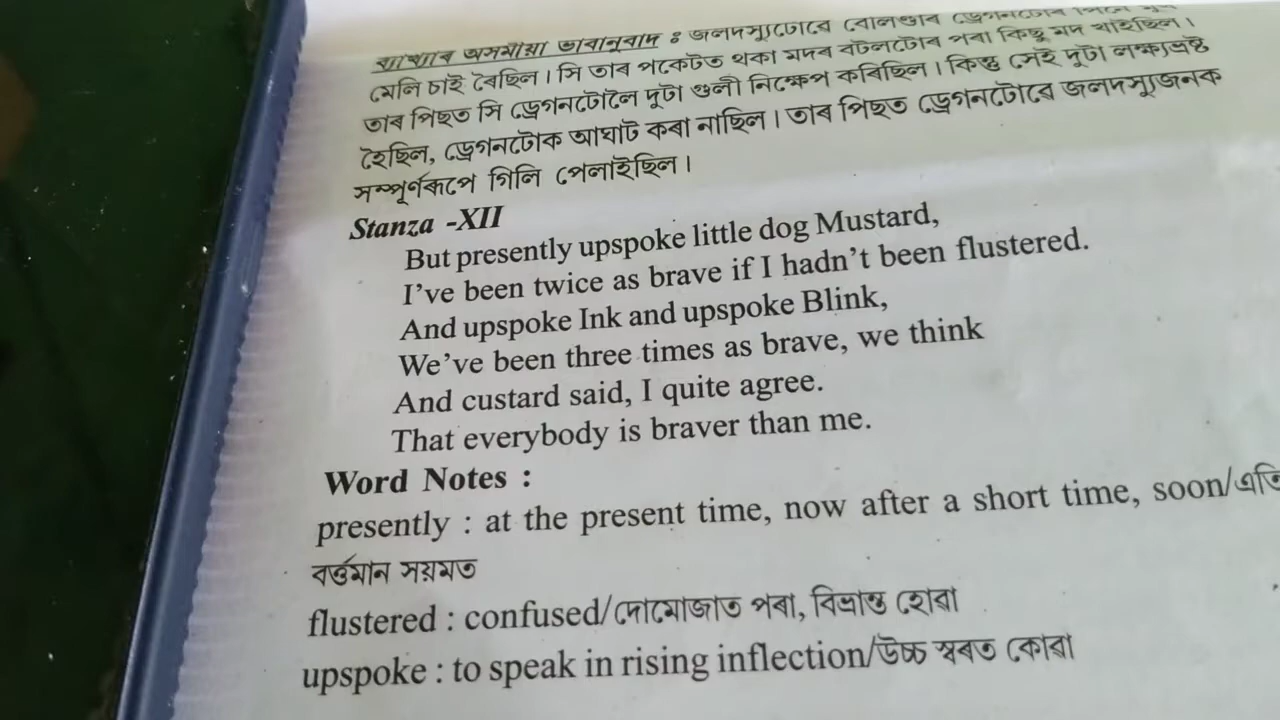 ব্যাখ্যাৰ অসমীয়া ভাবানুবাদ : জলদস্যুটোৱে বোলণ্ডাৰ ড্ৰেগনটোৰ পিনে
মেলি চাই ৰৈছিল। সি তাৰ পকেটত থকা মদৰ বটলটোৰ পৰা কিছু মদ খাইছিল।
তাৰ পিছত সি ড্ৰেগনটোলৈ দুটা গুলী নিক্ষেপ কৰিছিল। কিন্তু সেই দুটা লক্ষ্যভ্ৰষ্ট
হৈছিল, ড্ৰেগনটোক আঘাট কৰা নাছিল। তাৰ পিছত ড্ৰেগনটোৱে জলদস্যুজনক
সম্পূৰ্ণৰূপে গিলি পেলাইছিল।
Stanza -XII
But presently upspoke little dog Mustard,
I've been twice as brave if I hadn't been flustered.
And upspoke Ink and upspoke Blink,
We've been three times as brave, we think
And custard said, I quite agree.
That everybody is braver than me.
Word Notes :
presently : at the present time, now after a short time, soon/এতি
বৰ্ত্তমান সয়মত
flustered : confused/দোমোজাত পৰা, বিভ্ৰান্ত হোৱা
upspoke : to speak in rising inflection/উচ্চ স্বৰত কোৱা